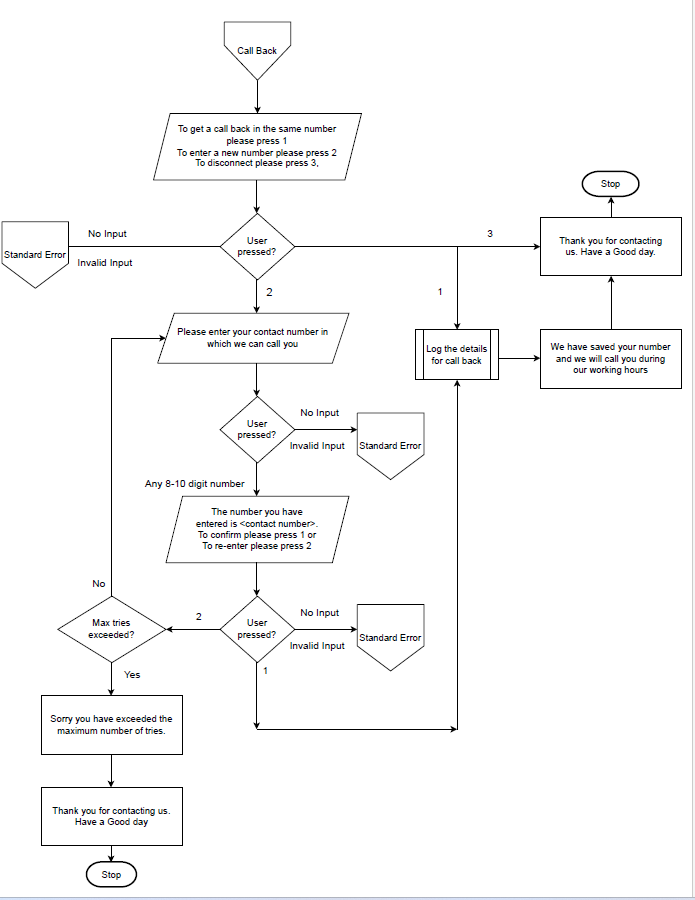 Call Back
To get a call back in the same number
please press 1
To enter a new number please press 2
To disconnect please press 3,
Stop
No Input
User
pressed?
3
Thank you for contacting
us. Have a Good day.
Standard Error
Invalid Input
2
1
Please enter your contact number in
which we can call you
Log the details
for call back
We have saved your number
and we will call you during
our working hours
User
pressed?
No Input
Invalid Input
Standard Error
Any 8-10 digit number
The number you have
entered is <contact number>.
To confirm please press 1 or
To re-enter please press 2
No
Max tries
exceeded?
2
User
pressed?
No Input
Invalid Input
Standard Error
Yes
1
Sorry you have exceeded the
maximum number of tries.
Thank you for contacting us.
Have a Good day
Stop